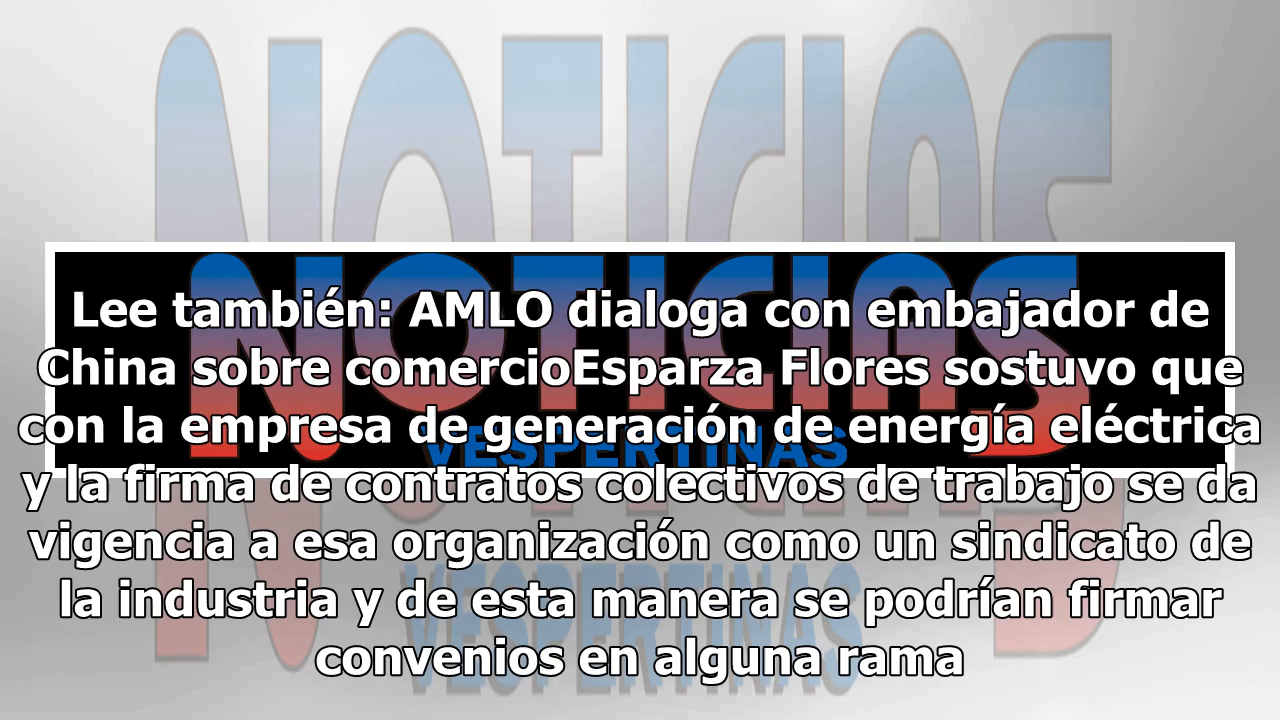 NOTICIAS
VESPERTINAS
NOTICIAS
VESPERTINAS
Lee también: AMLO dialoga con embajador de
China sobre comercioEsparza Flores sostuvo que
con la empresa de generación de energía eléctrica
y la firma de contratos colectivos de trabajo se da
vigencia a esa organización como un sindicato de
la industria y de esta manera se podrían firmar
convenios en alguna rama